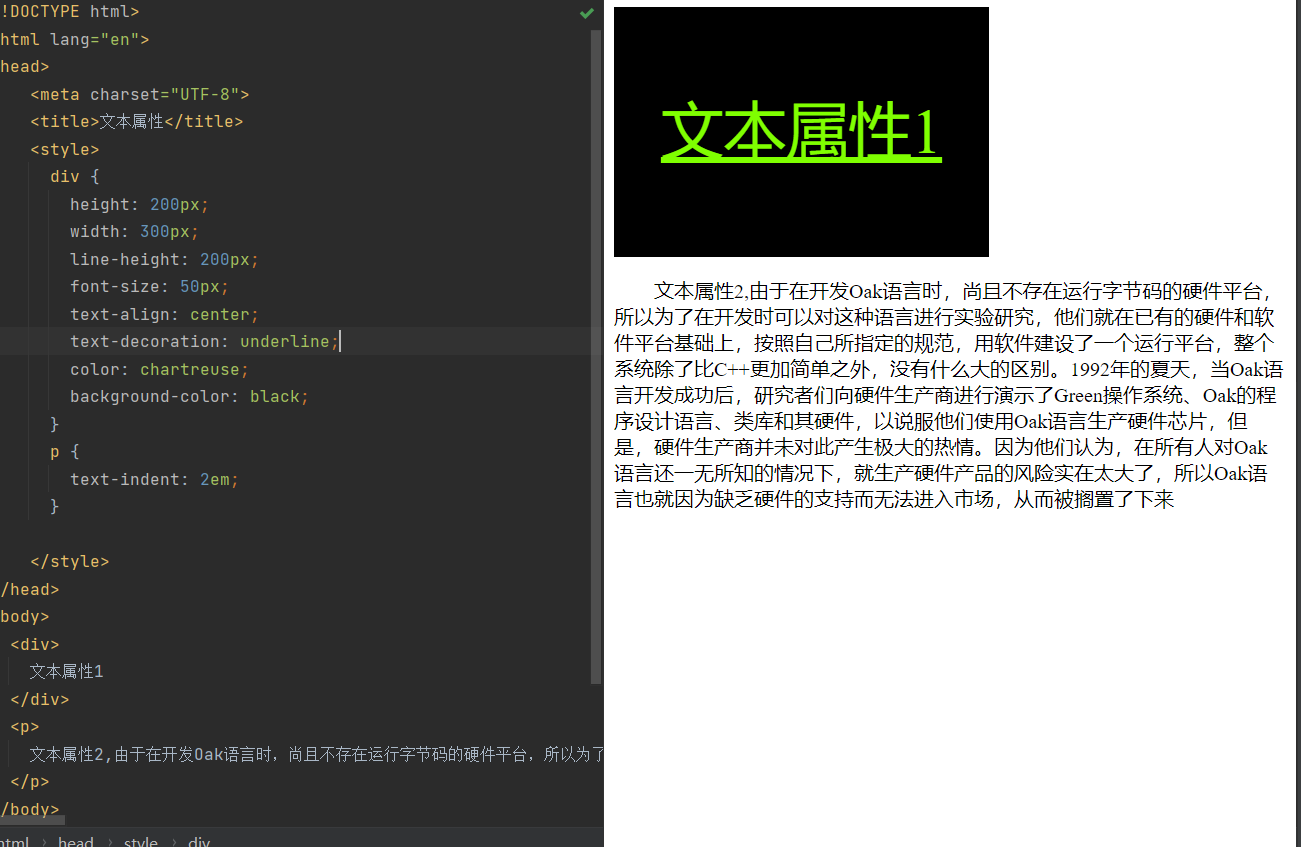 !DOCTYPE html>
html lang="en">
head>
<meta charset="UTF-8">
<title>文本属性</title>
<style>
div {
height: 200px;
width: 300px;
line-height: 200px;
font-size: 50px;
text-align: center;
text-decoration: underline;
color: chartreuse;
background-color: black;
}
p {
text-indent: 2em;
}
</style>
/head>
body>
<div>
文本属性1
</div>
<p>
文本属性2,由于在开发Oak语言时，尚且不存在运行字节码的硬件平台，所以为了
</p>
/body>
html › head › style › div
文本属性1
文本属性2,由于在开发Oak语言时，尚且不存在运行字节码的硬件平台，
所以为了在开发时可以对这种语言进行实验研究，他们就在已有的硬件和软
件平台基础上，按照自己所指定的规范，用软件建设了一个运行平台，整个
系统除了比C++更加简单之外，没有什么大的区别。1992年的夏天，当Oak语
言开发成功后，研究者们向硬件生产商进行演示了Green操作系统、Oak的程
序设计语言、类库和其硬件，以说服他们使用Oak语言生产硬件芯片，但
是，硬件生产商并未对此产生极大的热情。因为他们认为，在所有人对Oak
语言还一无所知的情况下，就生产硬件产品的风险实在太大了，所以Oak语
言也就因为缺乏硬件的支持而无法进入市场，从而被搁置了下来